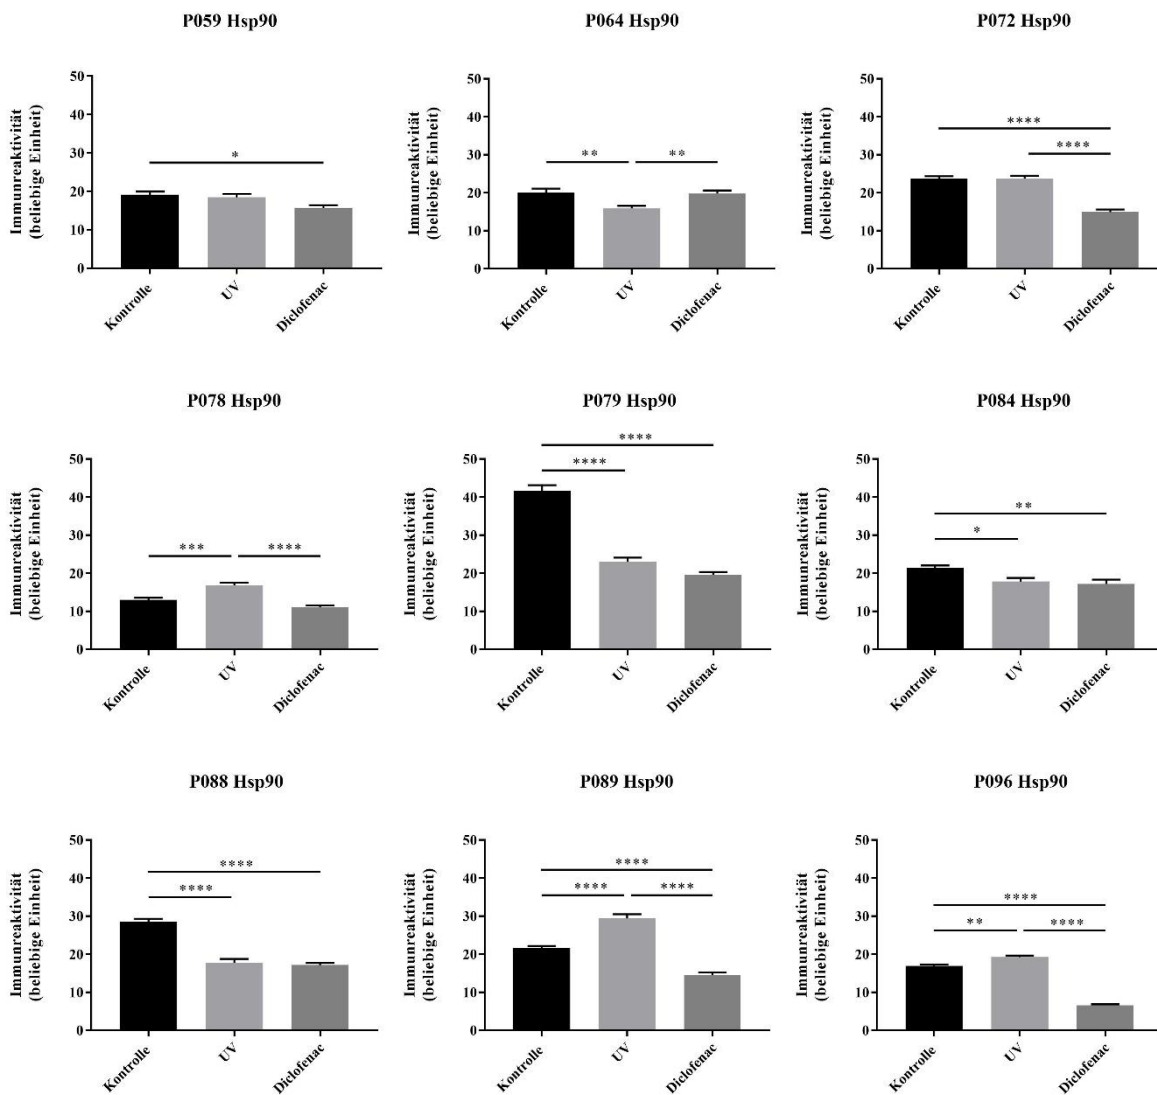 P059 Hsp90
P064 Hsp90
P072 Hsp90
Immunreaktivität
(beliebige Einheit)
50
40
30
20
10
0
*
Kontrolle
UV
Diclofenac
Immunreaktivität
(beliebige Einheit)
50
40
30
20
10
0
** **
Kontrolle
UV
Diclofenac
Immunreaktivität
(beliebige Einheit)
50
40
30
20
10
0
****
****
Kontrolle
UV
Diclofenac
P078 Hsp90
P079 Hsp90
P084 Hsp90
Immunreaktivität
(beliebige Einheit)
50
40
30
20
10
0
*** ****
Kontrolle
UV
Diclofenac
Immunreaktivität
(beliebige Einheit)
50
40
30
20
10
0
****
****
Kontrolle
UV
Diclofenac
Immunreaktivität
(beliebige Einheit)
50
40
30
20
10
0
**
*
Kontrolle
UV
Diclofenac
P088 Hsp90
P089 Hsp90
P096 Hsp90
Immunreaktivität
(beliebige Einheit)
50
40
30
20
10
0
****
****
Kontrolle
UV
Diclofenac
Immunreaktivität
(beliebige Einheit)
50
40
30
20
10
0
****
**** ****
Kontrolle
UV
Diclofenac
Immunreaktivität
(beliebige Einheit)
50
40
30
20
10
0
****
** ****
Kontrolle
UV
Diclofenac